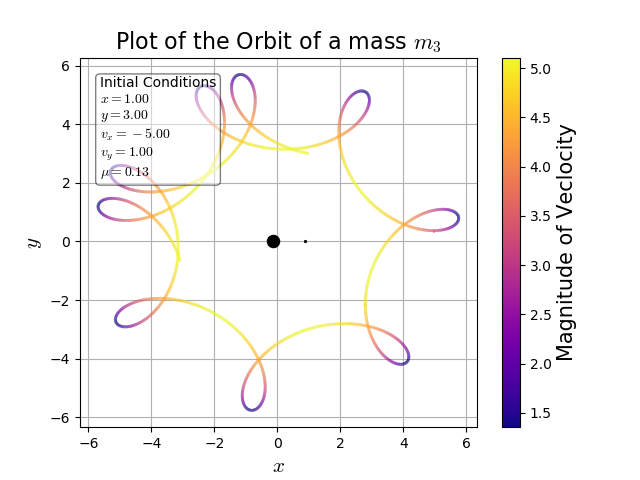 Plot of the Orbit of a mass m₃
Initial Conditions
x = 1.00
y = 3.00
vₓ = −5.00
v_y = 1.00
μ = 0.13
6
4
2
0
−2
−4
−6
y
−6
−4
−2
0
2
4
6
x
5.0
4.5
4.0
3.5
3.0
2.5
2.0
1.5
Magnitude of Veclocity